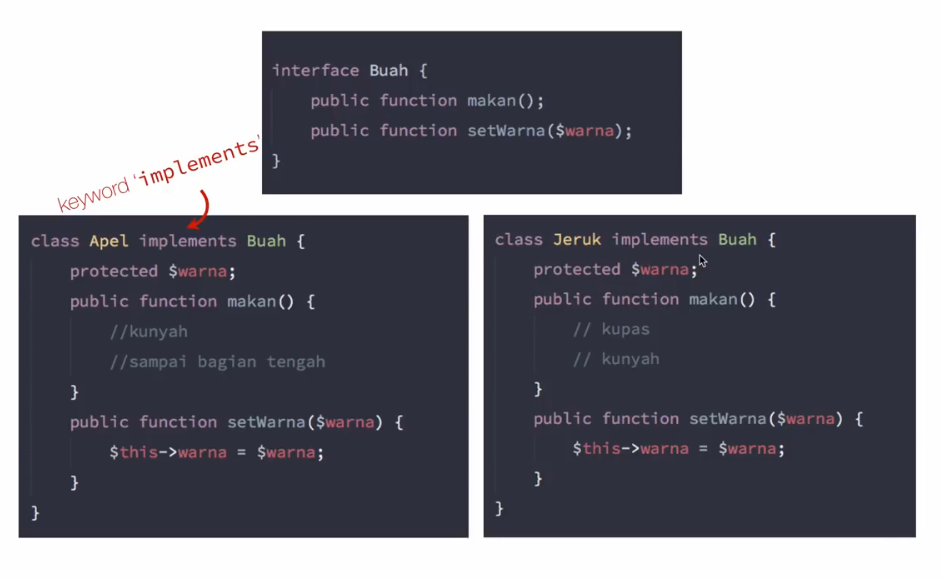 interface Buah {
public function makan();
public function setWarna($warna);
}
keyword 'implements'
class Apel implements Buah {
protected $warna;
public function makan() {
//kunyah
//sampai bagian tengah
}
public function setWarna($warna) {
$this->warna = $warna;
}
}
class Jeruk implements Buah {
protected $warna;
public function makan() {
// kupas
// kunyah
}
public function setWarna($warna) {
$this->warna = $warna;
}
}